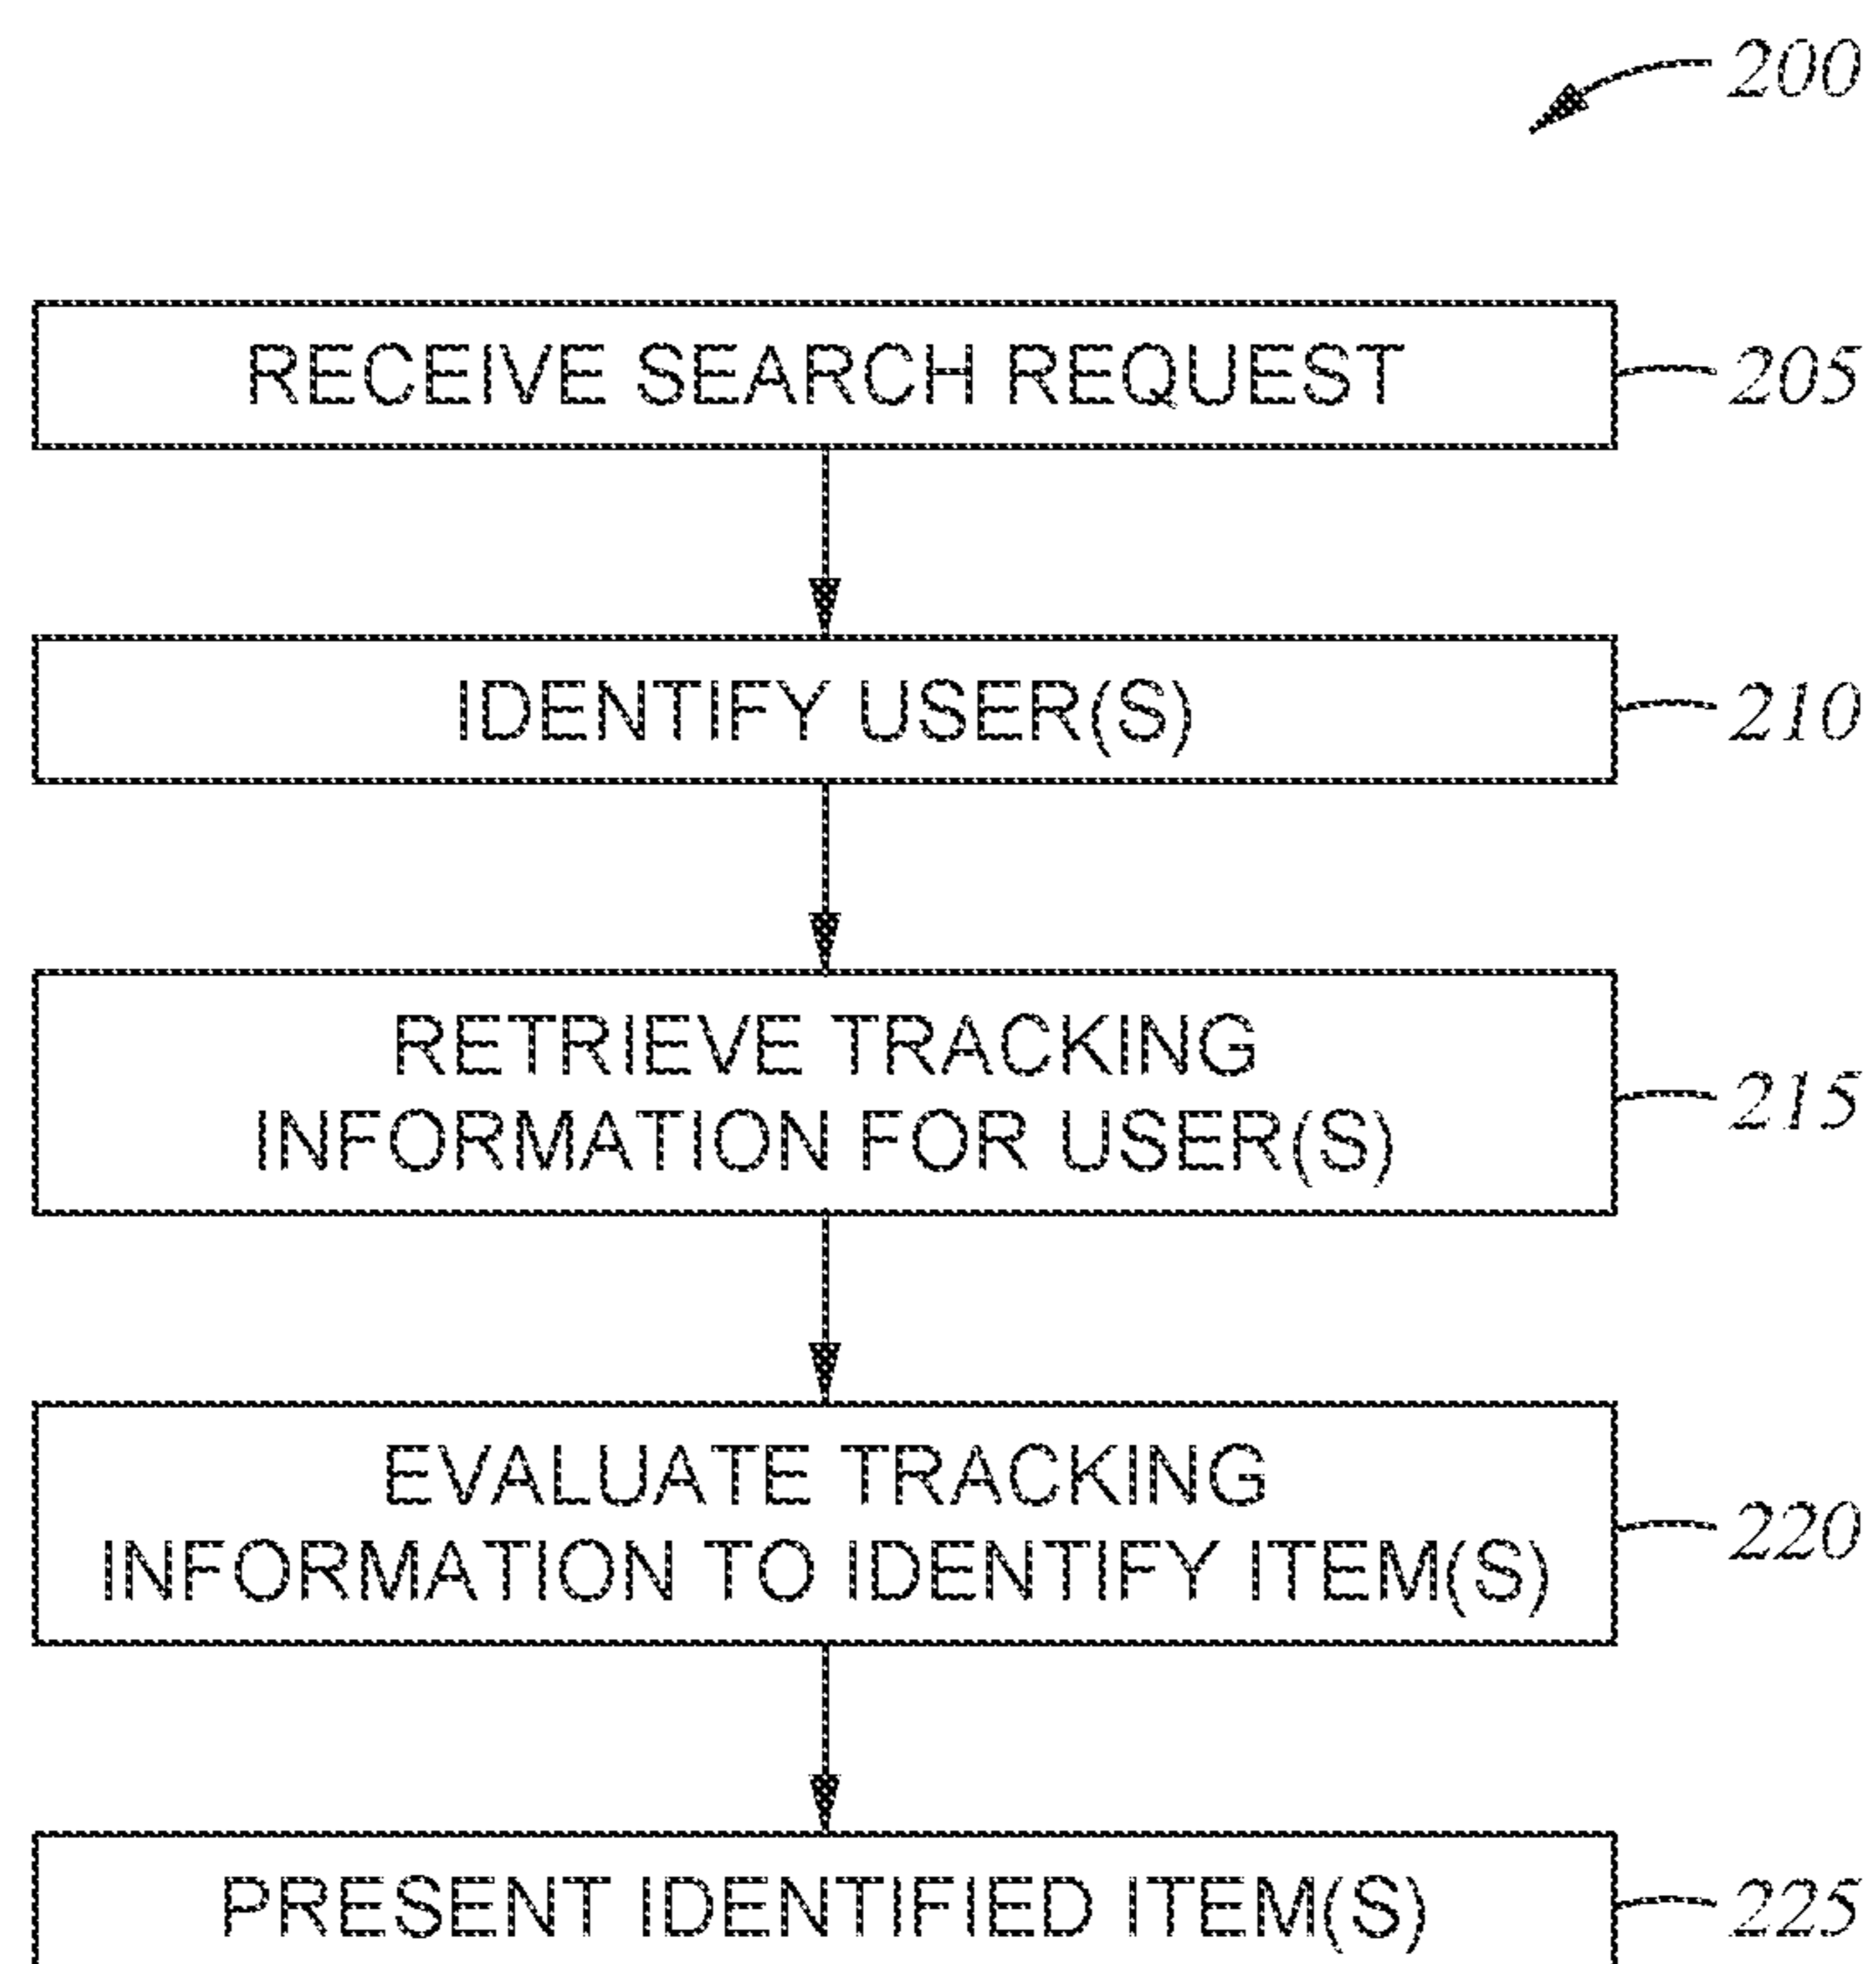 200
RECEIVE SEARCH REQUEST
205
IDENTIFY USER(S)
210
RETRIEVE TRACKING
INFORMATION FOR USER(S)
215
EVALUATE TRACKING
INFORMATION TO IDENTIFY ITEM(S)
220
PRESENT IDENTIFIED ITEM(S)
225